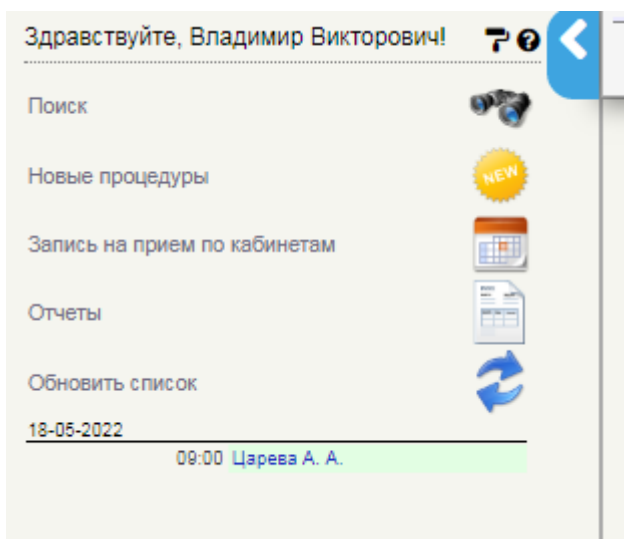 Здравствуйте, Владимир Викторович!
Поиск
Новые процедуры
NEW
Запись на прием по кабинетам
Отчеты
Обновить список
18-05-2022
09:00 Царева А. А.